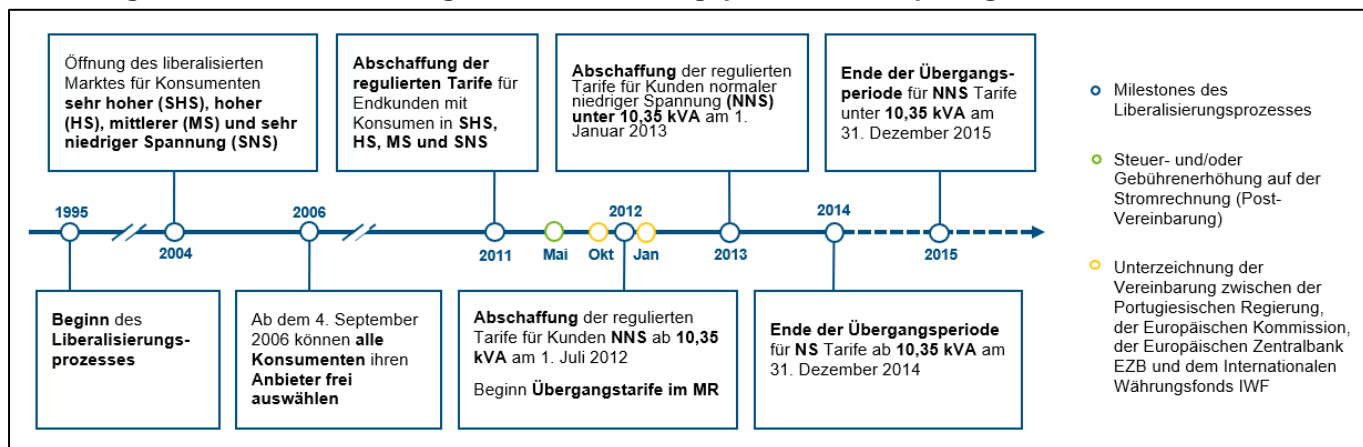 Öffnung des liberalisierten
Marktes für Konsumenten
sehr hoher (SHS), hoher
(HS), mittlerer (MS) und sehr
niedriger Spannung (SNS)
Abschaffung der
regulierten Tarife für
Endkunden mit
Konsumen in SHS,
HS, MS und SNS
Abschaffung der regulierten
Tarife für Kunden normaler
niedriger Spannung (NNS)
unter 10,35 kVA am 1.
Januar 2013
Ende der Übergangs-
periode für NNS Tarife
unter 10,35 kVA am
31. Dezember 2015
1995
2004
2006
2011
Mai
Okt
2012
Jan
2013
2014
2015
Beginn des
Liberalisierungs-
prozesses
Ab dem 4. September
2006 können alle
Konsumenten ihren
Anbieter frei
auswählen
Abschaffung der regulierten
Tarife für Kunden NNS ab 10,35
kVA am 1. Juli 2012
Beginn Übergangstarife im MR
Ende der Übergangsperiode
für NS Tarife ab 10,35 kVA am
31. Dezember 2014
Milestones des
Liberalisierungsprozesses
Steuer- und/oder
Gebührenerhöhung auf der
Stromrechnung (Post-
Vereinbarung)
Unterzeichnung der
Vereinbarung zwischen der
Portugiesischen Regierung,
der Europäischen Kommission,
der Europäischen Zentralbank
EZB und dem Internationalen
Währungsfonds IWF